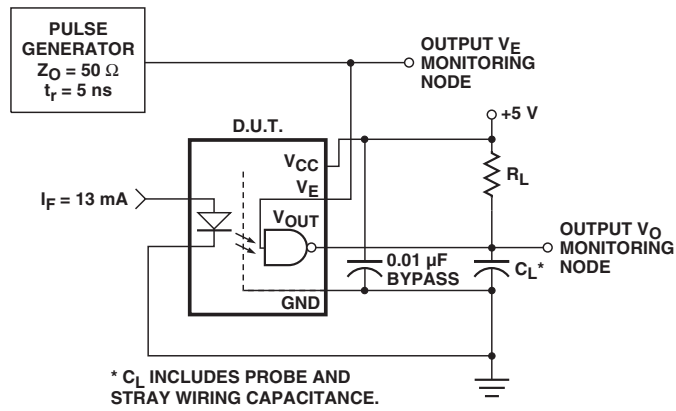 PULSE
GENERATOR
ZO = 50 Ω
tr = 5 ns
OUTPUT VE
MONITORING
NODE
+5 V
D.U.T.
VCC
VE
VOUT
GND
RL
IF = 13 mA
0.01 µF
BYPASS
CL*
OUTPUT VO
MONITORING
NODE
* CL INCLUDES PROBE AND
STRAY WIRING CAPACITANCE.